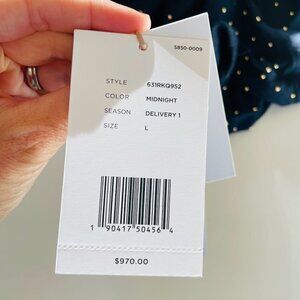 5850-0009
STYLE 631RKQ952
COLOR MIDNIGHT
SEASON DELIVERY 1
SIZE L
1 90417 50456 4
$970.00